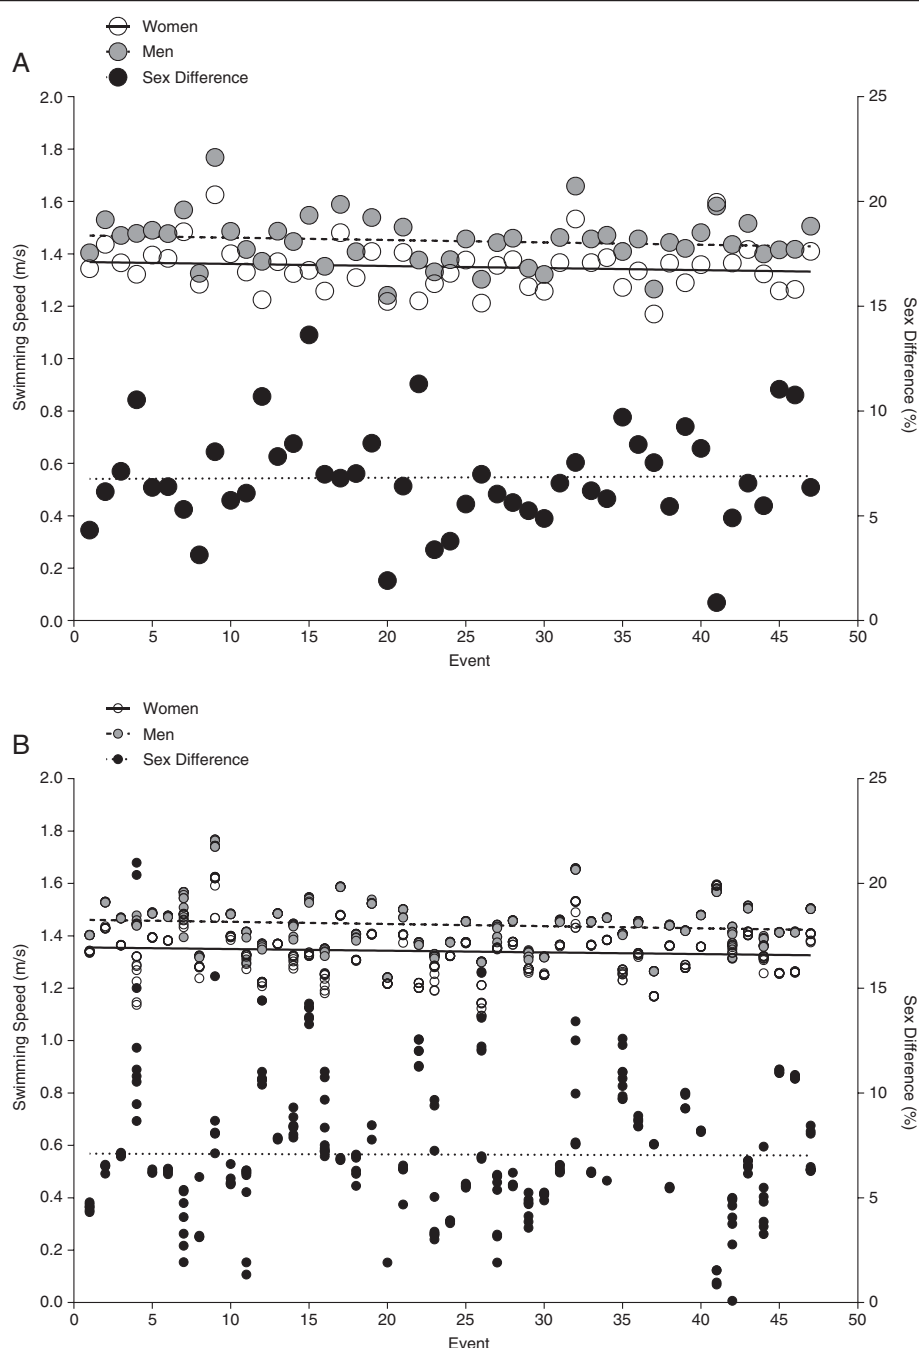 Women
Men
Sex Difference
A
2.0
1.8
1.6
1.4
1.2
1.0
0.8
0.6
0.4
0.2
0.0
Swimming Speed (m/s)
25
20
15
10
5
0
Sex Difference (%)
0 5 10 15 20 25 30 35 40 45 50
Event
Women
Men
Sex Difference
B
2.0
1.8
1.6
1.4
1.2
1.0
0.8
0.6
0.4
0.2
0.0
Swimming Speed (m/s)
25
20
15
10
5
0
Sex Difference (%)
0 5 10 15 20 25 30 35 40 45 50
Event